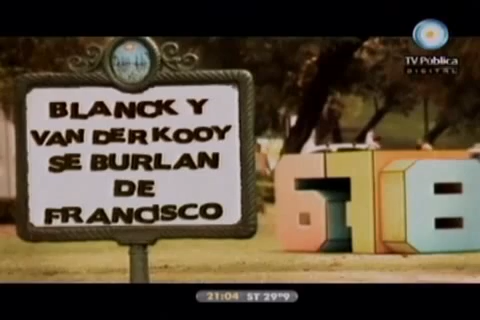 TV Pública
DIGITAL
BLANCK Y
VAN DER KOOY
SE BURLAN
DE
FRANCISCO
678
21:04 ST 29°9